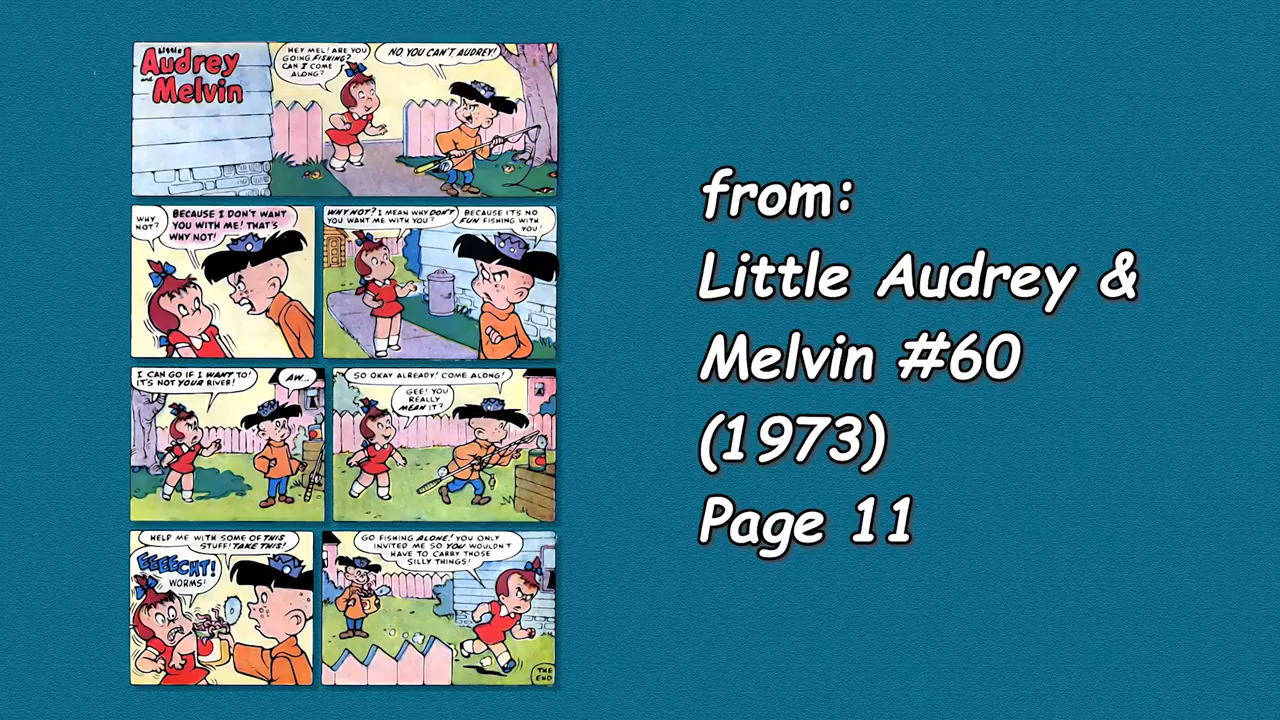 Little
Audrey
and
Melvin
HEY MEL! ARE YOU
GOING FISHING?
CAN I COME
ALONG?
NO, YOU CAN'T AUDREY!
WHY
NOT?
BECAUSE I DON'T WANT
YOU WITH ME! THAT'S
WHY NOT!
WHY NOT? I MEAN WHY DON'T
YOU WANT ME WITH YOU?
BECAUSE IT'S NO
FUN FISHING WITH
YOU!
I CAN GO IF I WANT TO!
IT'S NOT YOUR RIVER!
AW...
SO OKAY ALREADY! COME ALONG!
GEE! YOU
REALLY
MEAN IT?
HELP ME WITH SOME OF THIS
STUFF! TAKE THIS!
EEEECHT!
WORMS!
GO FISHING ALONE! YOU ONLY
INVITED ME SO YOU WOULDN'T
HAVE TO CARRY THOSE
SILLY THINGS!
THE
END
from:
Little Audrey &
Melvin #60
(1973)
Page 11